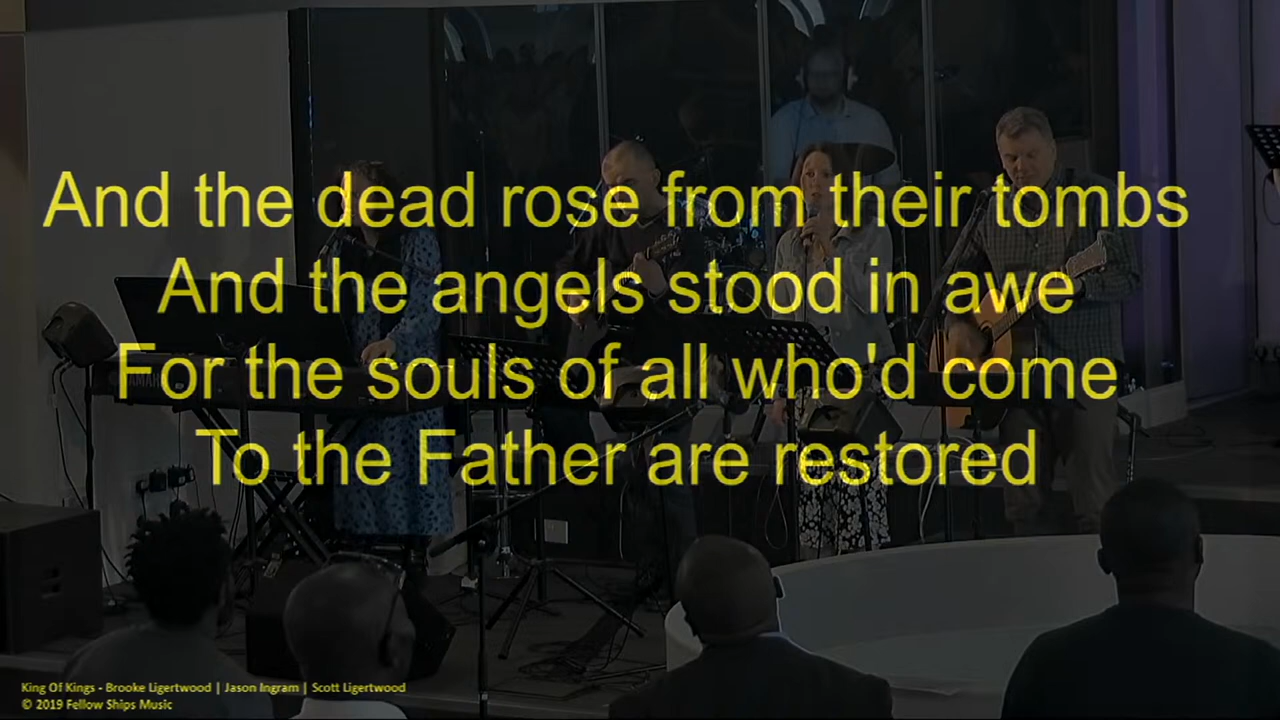 And the dead rose from their tombs
And the angels stood in awe
For the souls of all who'd come
To the Father are restored
King Of Kings - Brooke Ligertwood | Jason Ingram | Scott Ligertwood
© 2019 Fellow Ships Music